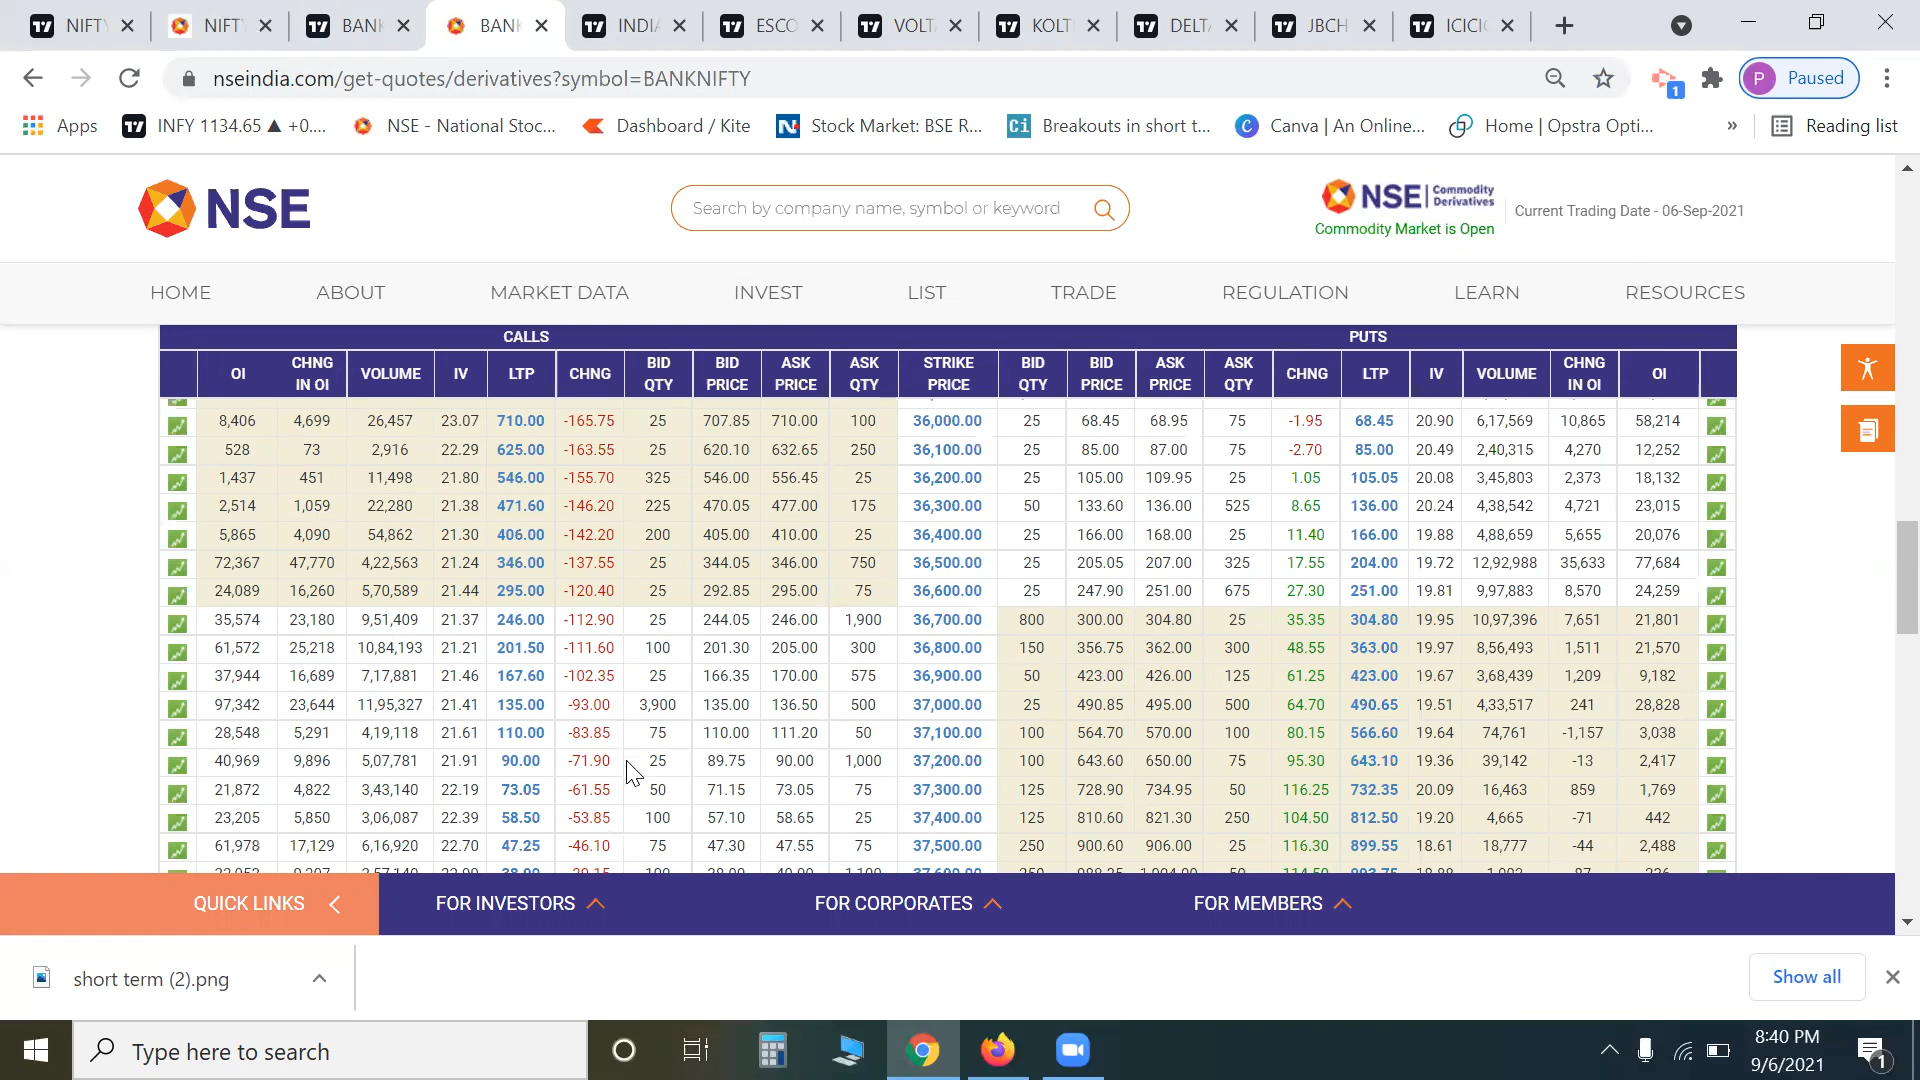 NIFT
NIFT
BANK
BANK
INDIA
ESCO
VOLT
KOLT
DELT
JBCH
ICICI
nseindia.com/get-quotes/derivatives?symbol=BANKNIFTY
1
P Paused
Apps
INFY 1134.65 ▲ +0....
NSE - National Stoc...
Dashboard / Kite
Stock Market: BSE R...
Breakouts in short t...
Canva | An Online...
Home | Opstra Opti...
»
Reading list
NSE
Search by company name, symbol or keyword
NSE | Commodity Derivatives
Commodity Market is Open
Current Trading Date - 06-Sep-2021
HOME ABOUT MARKET DATA INVEST LIST TRADE REGULATION LEARN RESOURCES
CALLS PUTS
OI CHNG IN OI VOLUME IV LTP CHNG BID QTY BID PRICE ASK PRICE ASK QTY STRIKE PRICE BID QTY BID PRICE ASK PRICE ASK QTY CHNG LTP IV VOLUME CHNG IN OI OI
8,406 4,699 26,457 23.07 710.00 -165.75 25 707.85 710.00 100 36,000.00 25 68.45 68.95 75 -1.95 68.45 20.90 6,17,569 10,865 58,214
528 73 2,916 22.29 625.00 -163.55 25 620.10 632.65 250 36,100.00 25 85.00 87.00 75 -2.70 85.00 20.49 2,40,315 4,270 12,252
1,437 451 11,498 21.80 546.00 -155.70 325 546.00 556.45 25 36,200.00 25 105.00 109.95 25 1.05 105.05 20.08 3,45,803 2,373 18,132
2,514 1,059 22,280 21.38 471.60 -146.20 225 470.05 477.00 175 36,300.00 50 133.60 136.00 525 8.65 136.00 20.24 4,38,542 4,721 23,015
5,865 4,090 54,862 21.30 406.00 -142.20 200 405.00 410.00 25 36,400.00 25 166.00 168.00 25 11.40 166.00 19.88 4,88,659 5,655 20,076
72,367 47,770 4,22,563 21.24 346.00 -137.55 25 344.05 346.00 750 36,500.00 25 205.05 207.00 325 17.55 204.00 19.72 12,92,988 35,633 77,684
24,089 16,260 5,70,589 21.44 295.00 -120.40 25 292.85 295.00 75 36,600.00 25 247.90 251.00 675 27.30 251.00 19.81 9,97,883 8,570 24,259
35,574 23,180 9,51,409 21.37 246.00 -112.90 25 244.05 246.00 1,900 36,700.00 800 300.00 304.80 25 35.35 304.80 19.95 10,97,396 7,651 21,801
61,572 25,218 10,84,193 21.21 201.50 -111.60 100 201.30 205.00 300 36,800.00 150 356.75 362.00 300 48.55 363.00 19.97 8,56,493 1,511 21,570
37,944 16,689 7,17,881 21.46 167.60 -102.35 25 166.35 170.00 575 36,900.00 50 423.00 426.00 125 61.25 423.00 19.67 3,68,439 1,209 9,182
97,342 23,644 11,95,327 21.41 135.00 -93.00 3,900 135.00 136.50 500 37,000.00 25 490.85 495.00 500 64.70 490.65 19.51 4,33,517 241 28,828
28,548 5,291 4,19,118 21.61 110.00 -83.85 75 110.00 111.20 50 37,100.00 100 564.70 570.00 100 80.15 566.60 19.64 74,761 -1,157 3,038
40,969 9,896 5,07,781 21.91 90.00 -71.90 25 89.75 90.00 1,000 37,200.00 100 643.60 650.00 75 95.30 643.10 19.36 39,142 -13 2,417
21,872 4,822 3,43,140 22.19 73.05 -61.55 50 71.15 73.05 75 37,300.00 125 728.90 734.95 50 116.25 732.35 20.09 16,463 859 1,769
23,205 5,850 3,06,087 22.39 58.50 -53.85 100 57.10 58.65 25 37,400.00 125 810.60 821.30 250 104.50 812.50 19.20 4,665 -71 442
61,978 17,129 6,16,920 22.70 47.25 -46.10 75 47.30 47.55 75 37,500.00 250 900.60 906.00 25 116.30 899.55 18.61 18,777 -44 2,488
QUICK LINKS
FOR INVESTORS
FOR CORPORATES
FOR MEMBERS
short term (2).png
Show all
Type here to search
8:40 PM
9/6/2021
1